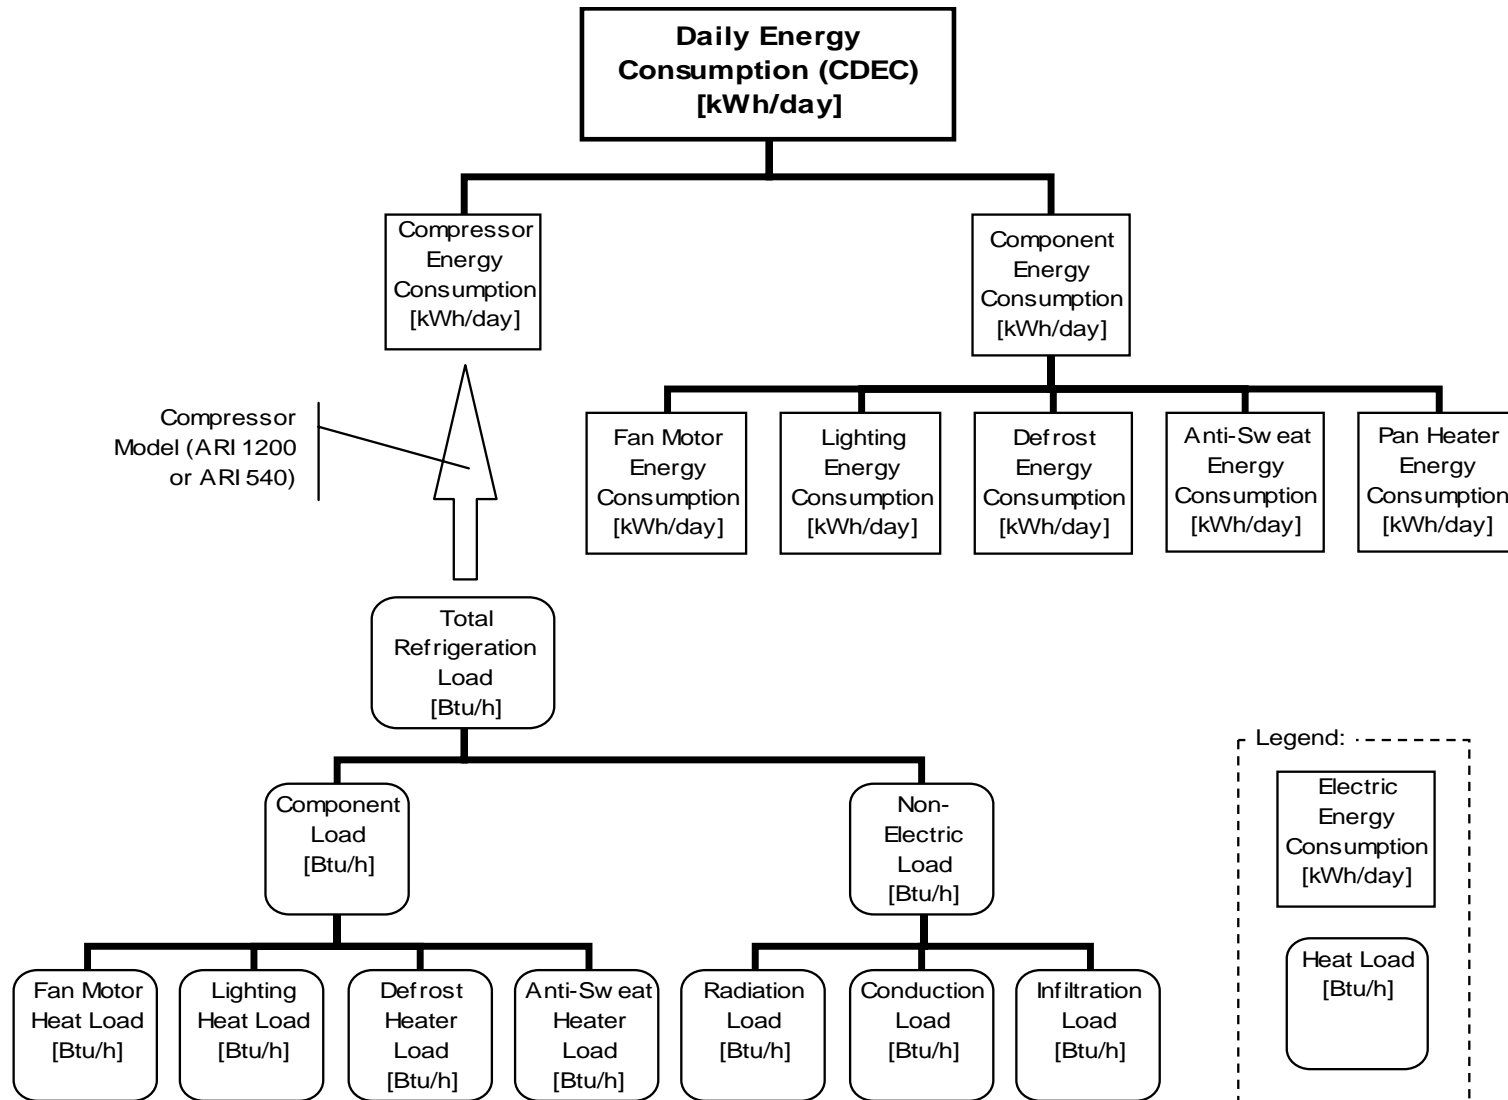 Daily Energy
Consumption (CDEC)
[kWh/day]
Compressor
Energy
Consumption
[kWh/day]
Component
Energy
Consumption
[kWh/day]
Compressor
Model (ARI 1200
or ARI 540)
Fan Motor
Energy
Consumption
[kWh/day]
Lighting
Energy
Consumption
[kWh/day]
Defrost
Energy
Consumption
[kWh/day]
Anti-Sweat
Energy
Consumption
[kWh/day]
Pan Heater
Energy
Consumption
[kWh/day]
Total
Refrigeration
Load
[Btu/h]
Component
Load
[Btu/h]
Non-
Electric
Load
[Btu/h]
Fan Motor
Heat Load
[Btu/h]
Lighting
Heat Load
[Btu/h]
Defrost
Heater
Load
[Btu/h]
Anti-Sweat
Heater
Load
[Btu/h]
Radiation
Load
[Btu/h]
Conduction
Load
[Btu/h]
Infiltration
Load
[Btu/h]
Legend:
Electric
Energy
Consumption
[kWh/day]
Heat Load
[Btu/h]